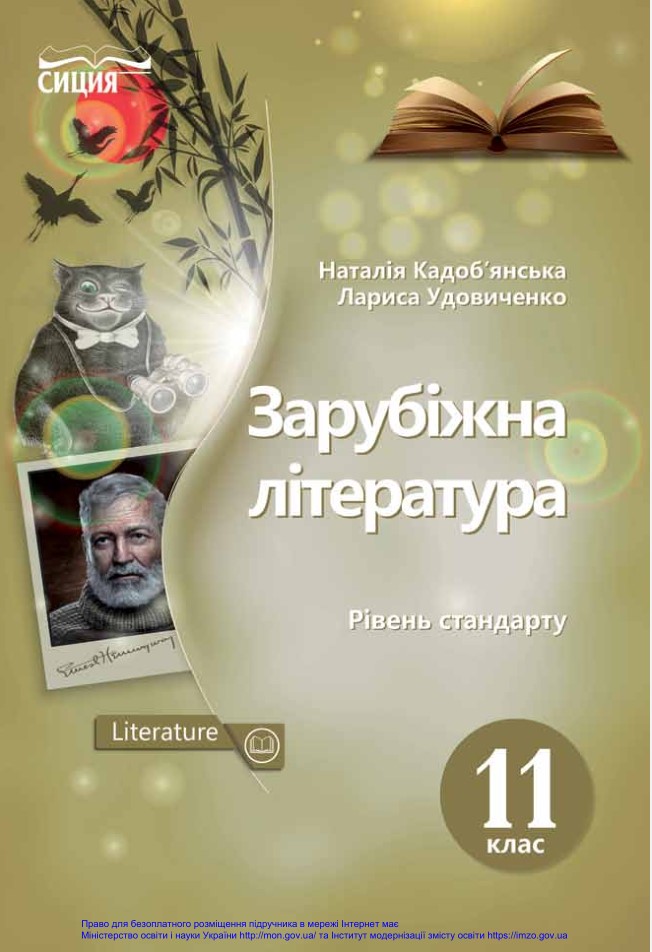 СИЦИЯ
Наталія Кадоб’янська
Лариса Удовиченко
Зарубіжна
література
Рівень стандарту
Ernest Hemingway
Literature
11
клас
Право для безоплатного розміщення підручника в мережі Інтернет має
Міністерство освіти і науки України http://mon.gov.ua/ та Інститут модернізації змісту освіти https://imzo.gov.ua